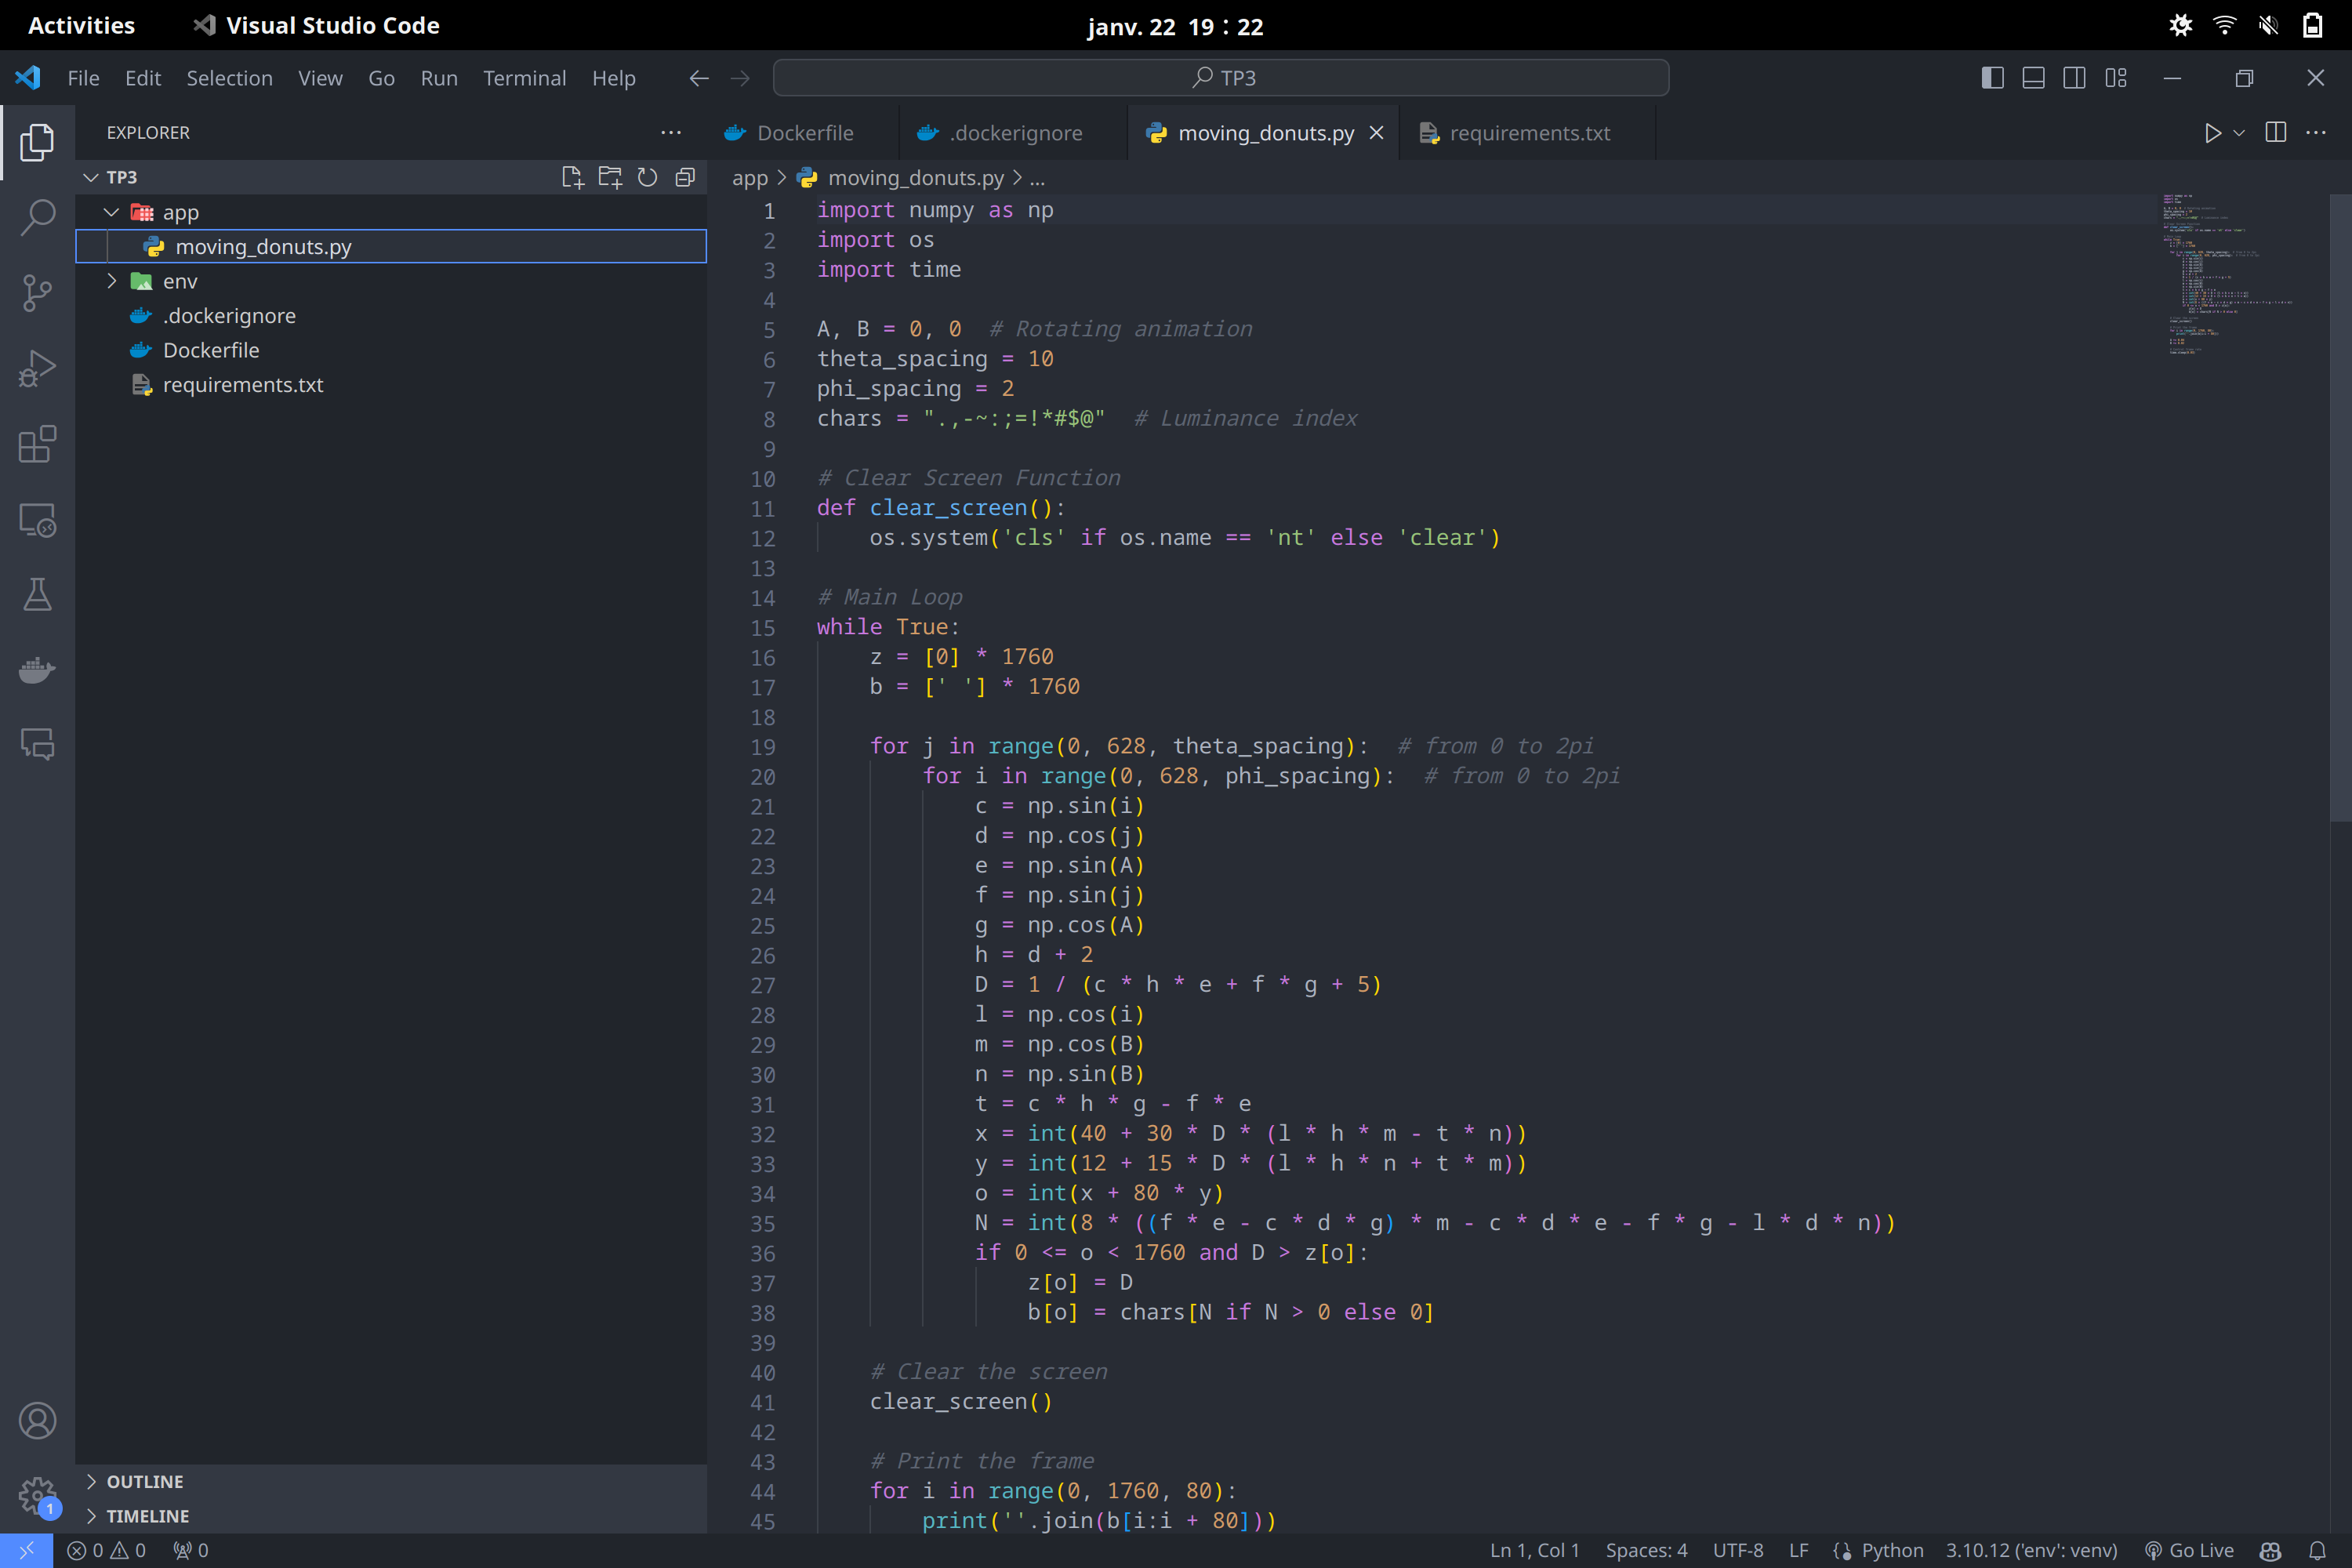 Activities Visual Studio Code janv. 22 19 : 22
File Edit Selection View Go Run Terminal Help TP3
EXPLORER
TP3
app
moving_donuts.py
env
.dockerignore
Dockerfile
requirements.txt
OUTLINE
TIMELINE
1
Dockerfile .dockerignore moving_donuts.py requirements.txt
app > moving_donuts.py > ...
1 import numpy as np
2 import os
3 import time
4
5 A, B = 0, 0  # Rotating animation
6 theta_spacing = 10
7 phi_spacing = 2
8 chars = ".,-~:;=!*#$@"  # Luminance index
9
10 # Clear Screen Function
11 def clear_screen():
12     os.system('cls' if os.name == 'nt' else 'clear')
13
14 # Main Loop
15 while True:
16     z = [0] * 1760
17     b = [' '] * 1760
18
19     for j in range(0, 628, theta_spacing):  # from 0 to 2pi
20         for i in range(0, 628, phi_spacing):  # from 0 to 2pi
21             c = np.sin(i)
22             d = np.cos(j)
23             e = np.sin(A)
24             f = np.sin(j)
25             g = np.cos(A)
26             h = d + 2
27             D = 1 / (c * h * e + f * g + 5)
28             l = np.cos(i)
29             m = np.cos(B)
30             n = np.sin(B)
31             t = c * h * g - f * e
32             x = int(40 + 30 * D * (l * h * m - t * n))
33             y = int(12 + 15 * D * (l * h * n + t * m))
34             o = int(x + 80 * y)
35             N = int(8 * ((f * e - c * d * g) * m - c * d * e - f * g - l * d * n))
36             if 0 <= o < 1760 and D > z[o]:
37                 z[o] = D
38                 b[o] = chars[N if N > 0 else 0]
39
40     # Clear the screen
41     clear_screen()
42
43     # Print the frame
44     for i in range(0, 1760, 80):
45         print(''.join(b[i:i + 80]))
0 0 0 Ln 1, Col 1 Spaces: 4 UTF-8 LF Python 3.10.12 ('env': venv) Go Live